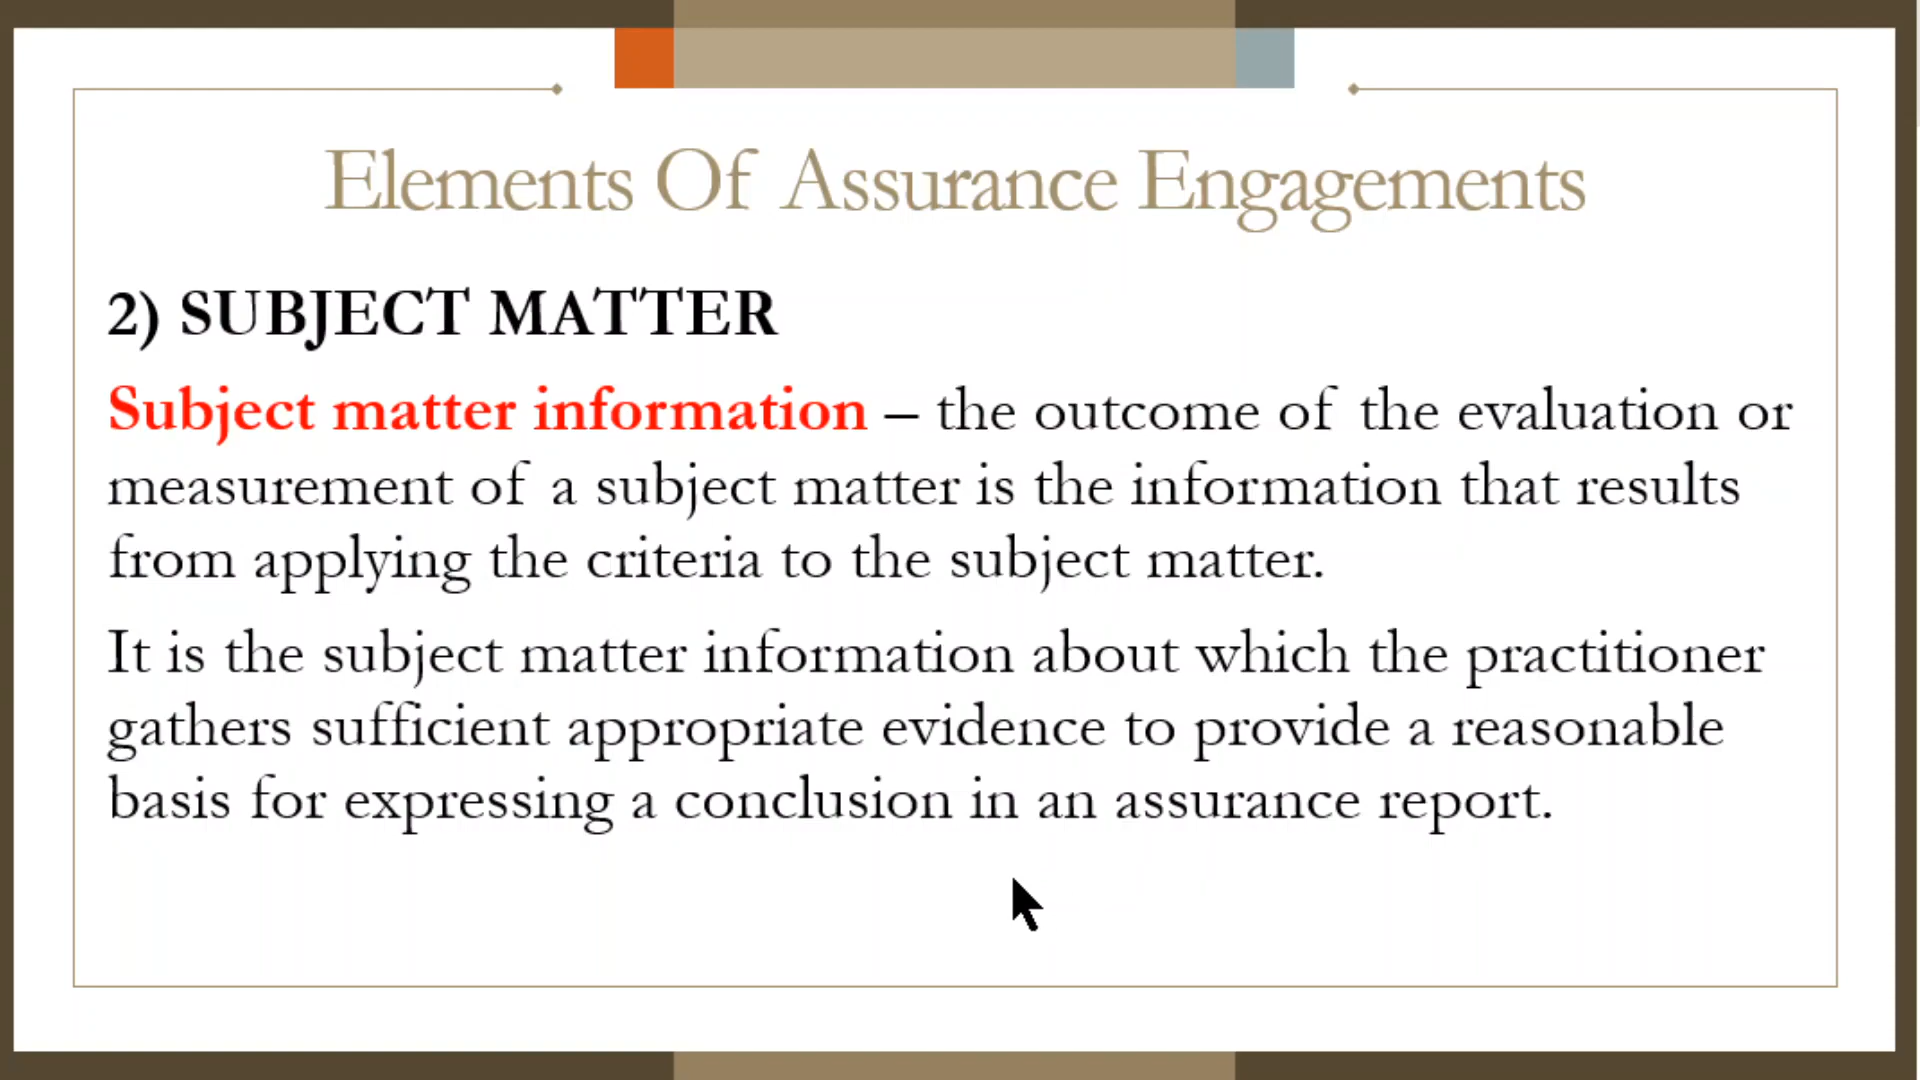 Elements Of Assurance Engagements
2) SUBJECT MATTER
Subject matter information – the outcome of the evaluation or
measurement of a subject matter is the information that results
from applying the criteria to the subject matter.
It is the subject matter information about which the practitioner
gathers sufficient appropriate evidence to provide a reasonable
basis for expressing a conclusion in an assurance report.